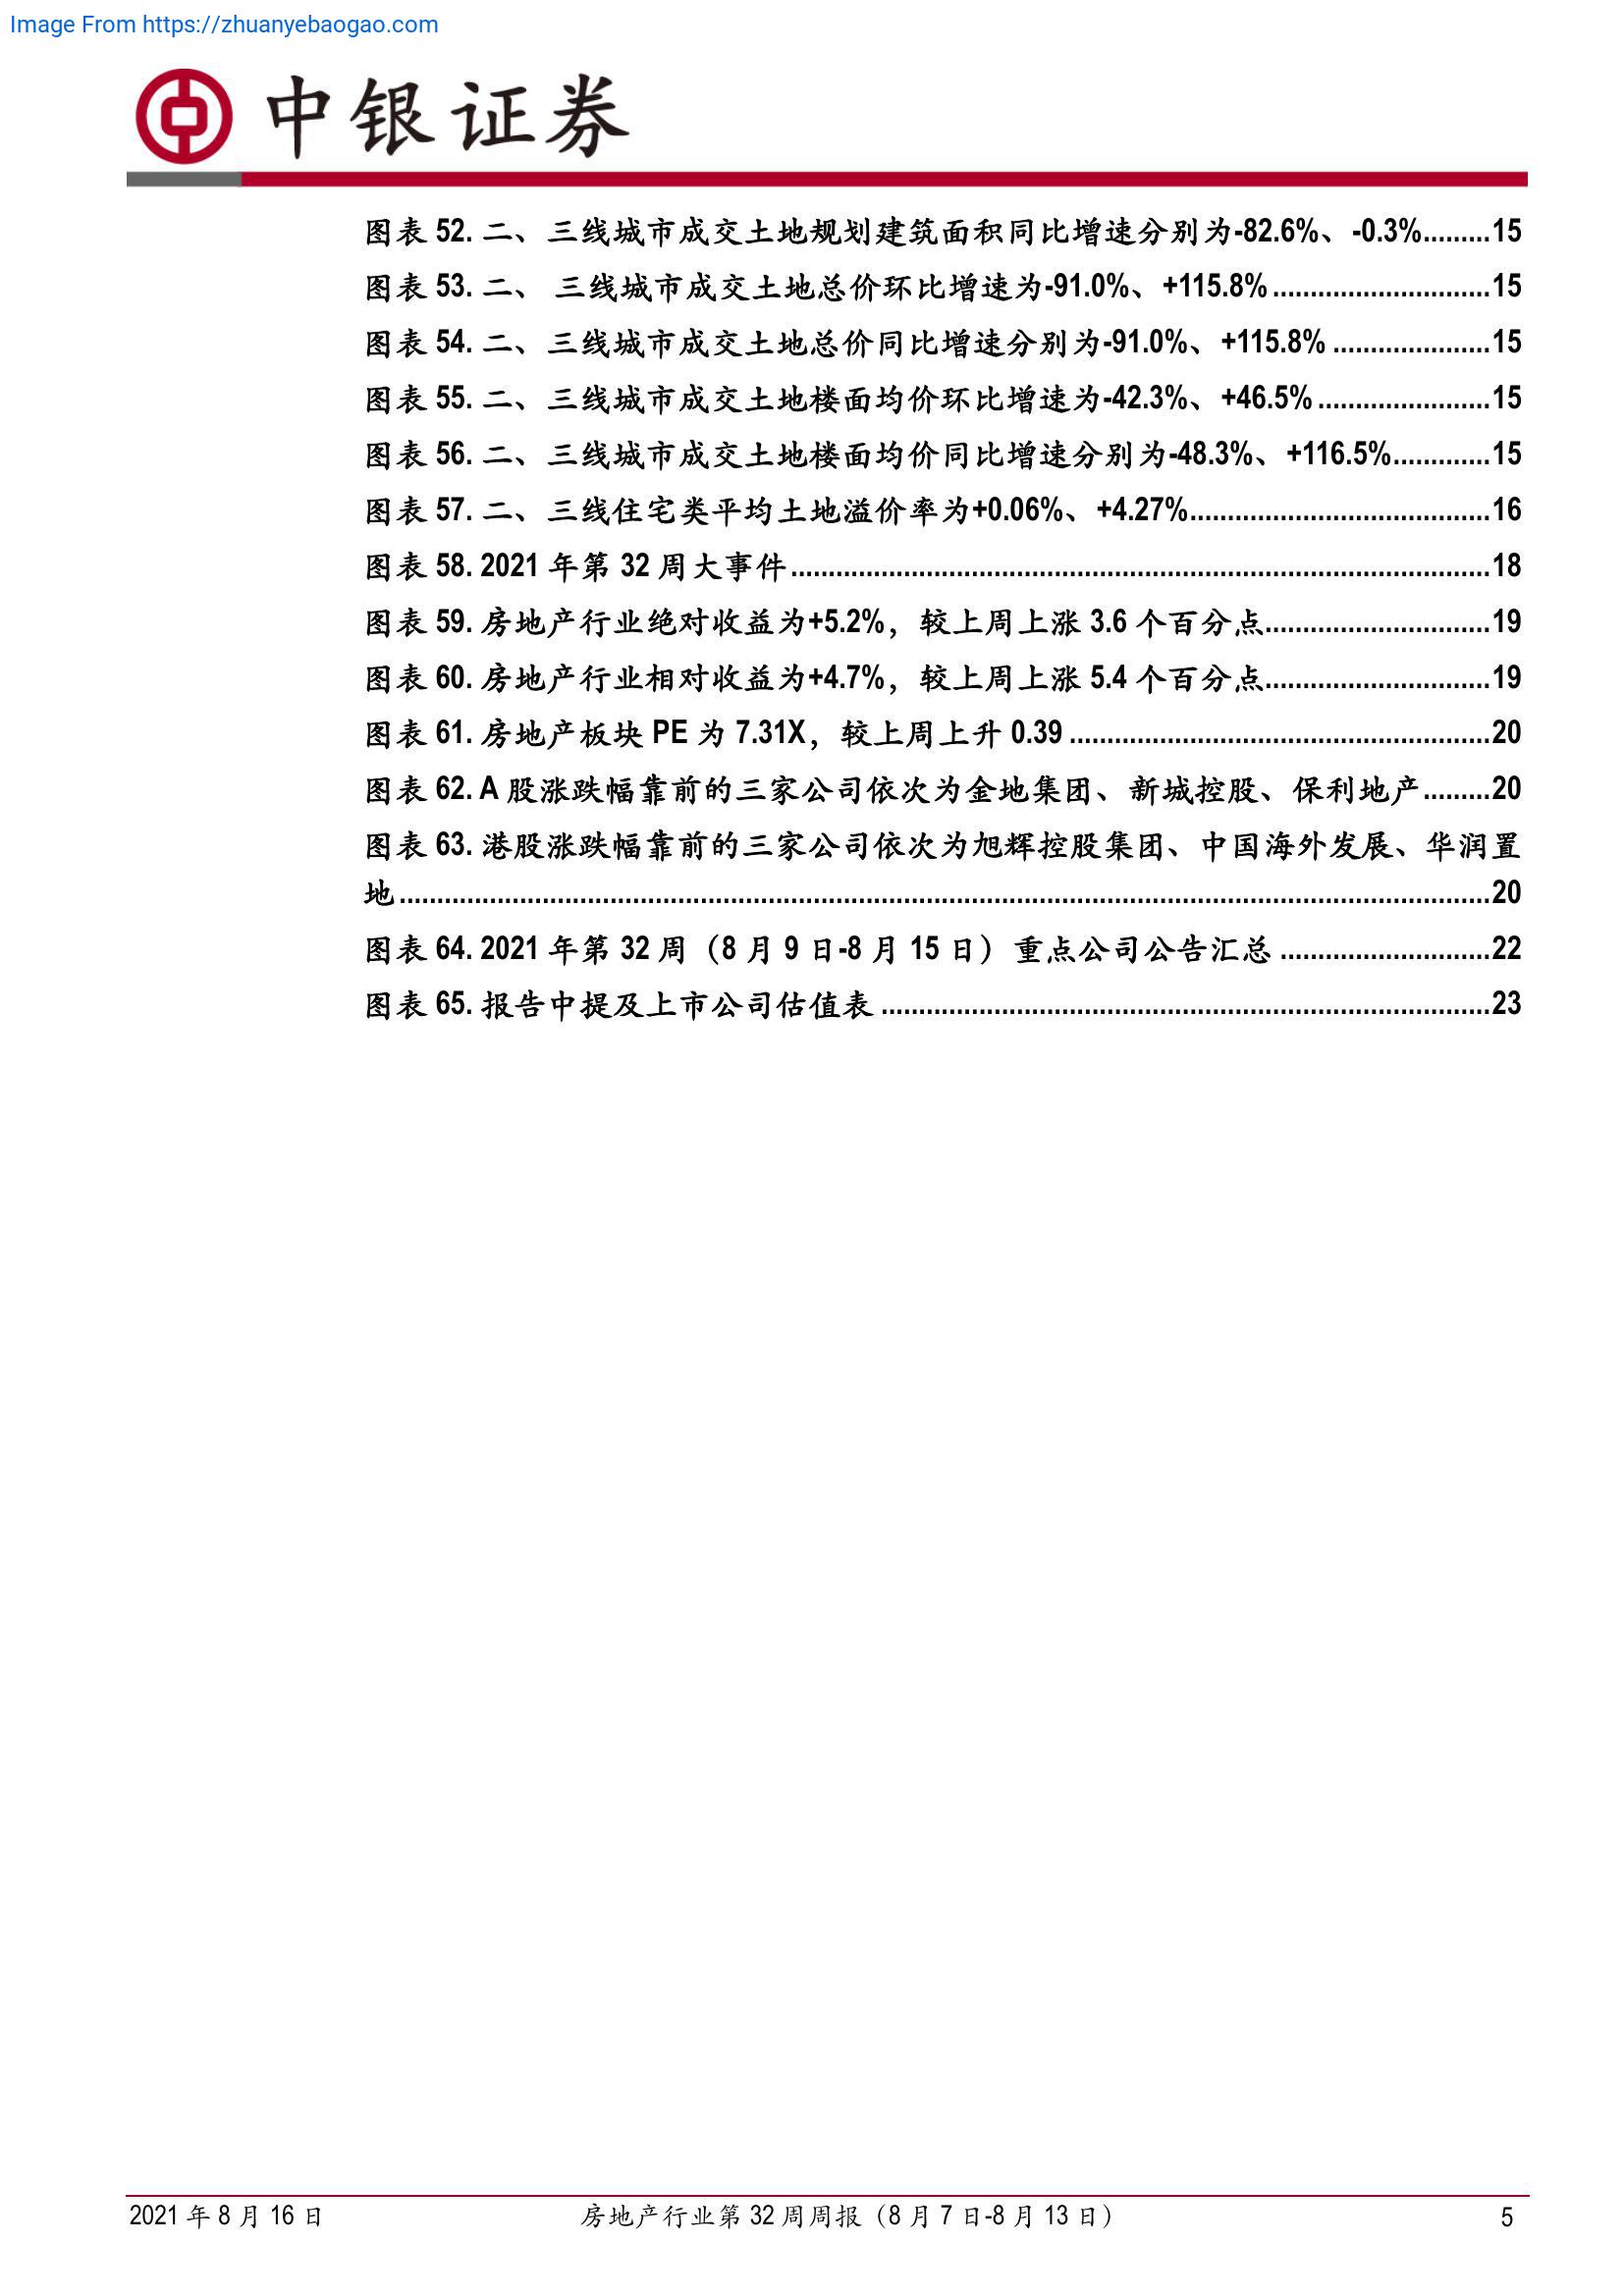 Image From https://zhuanyebaogao.com
中银证券
图表 52. 二、三线城市成交土地规划建筑面积同比增速分别为-82.6%、-0.3%.........15
图表 53. 二、 三线城市成交土地总价环比增速为-91.0%、+115.8%.............................15
图表 54. 二、三线城市成交土地总价同比增速分别为-91.0%、+115.8%.....................15
图表 55. 二、三线城市成交土地楼面均价环比增速为-42.3%、+46.5%.......................15
图表 56. 二、三线城市成交土地楼面均价同比增速分别为-48.3%、+116.5%.............15
图表 57. 二、三线住宅类平均土地溢价率为+0.06%、+4.27%........................................16
图表 58. 2021 年第 32 周大事件.............................................................................................18
图表 59. 房地产行业绝对收益为+5.2%，较上周上涨 3.6 个百分点..............................19
图表 60. 房地产行业相对收益为+4.7%，较上周上涨 5.4 个百分点..............................19
图表 61. 房地产板块 PE 为 7.31X，较上周上升 0.39........................................................20
图表 62. A 股涨跌幅靠前的三家公司依次为金地集团、新城控股、保利地产.........20
图表 63. 港股涨跌幅靠前的三家公司依次为旭辉控股集团、中国海外发展、华润置
地.................................................................................................................................................20
图表 64. 2021 年第 32 周（8 月 9 日-8 月 15 日）重点公司公告汇总............................22
图表 65. 报告中提及上市公司估值表.................................................................................23
2021 年 8 月 16 日 房地产行业第 32 周周报（8 月 7 日-8 月 13 日） 5